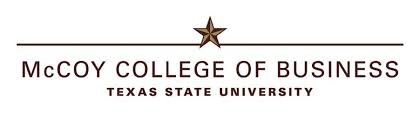 McCOY COLLEGE OF BUSINESS
TEXAS STATE UNIVERSITY